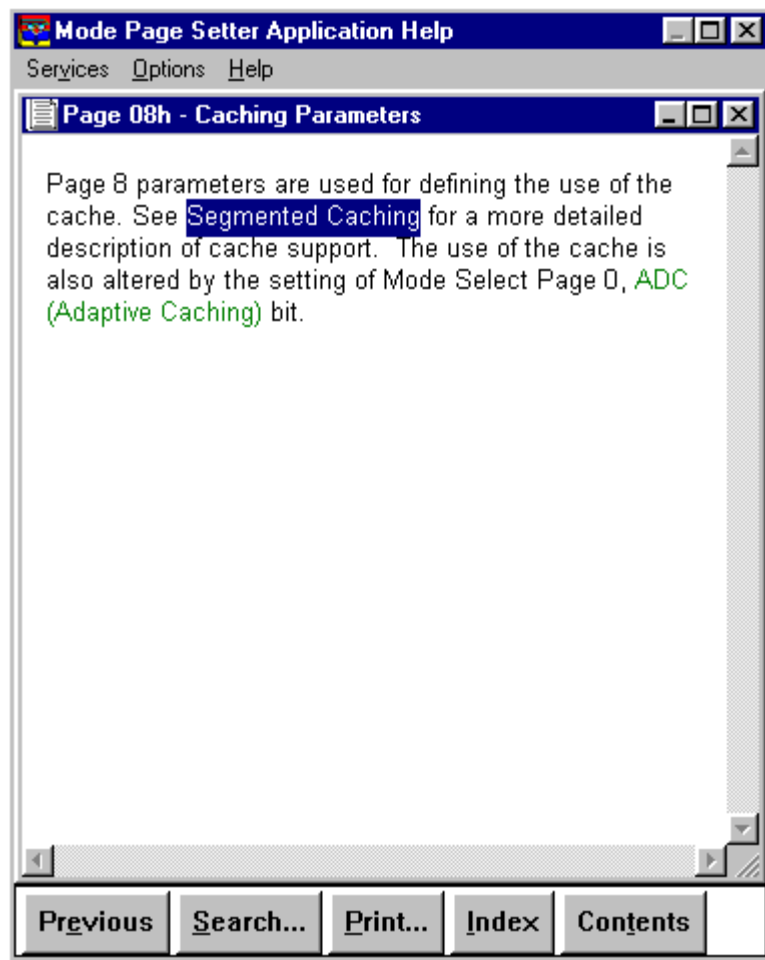 Mode Page Setter Application Help
Services Options Help
Page 08h - Caching Parameters
Page 8 parameters are used for defining the use of the
cache. See Segmented Caching for a more detailed
description of cache support. The use of the cache is
also altered by the setting of Mode Select Page 0, ADC
(Adaptive Caching) bit.
Previous Search... Print... Index Contents